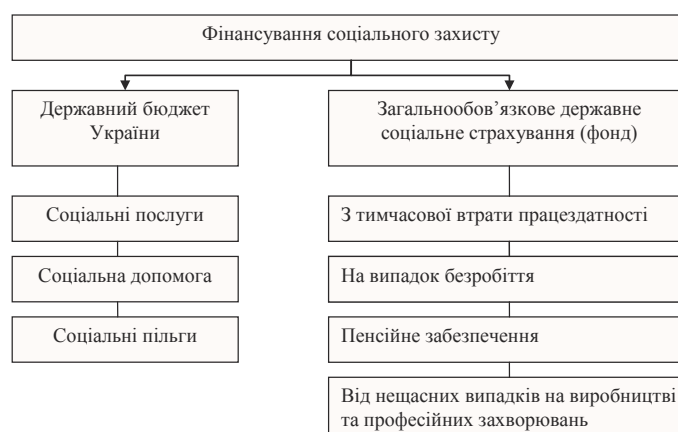 Фінансування соціального захисту
Державний бюджет
України
Загальнообов’язкове державне
соціальне страхування (фонд)
Соціальні послуги
З тимчасової втрати працездатності
Соціальна допомога
На випадок безробіття
Соціальні пільги
Пенсійне забезпечення
Від нещасних випадків на виробництві
та професійних захворювань